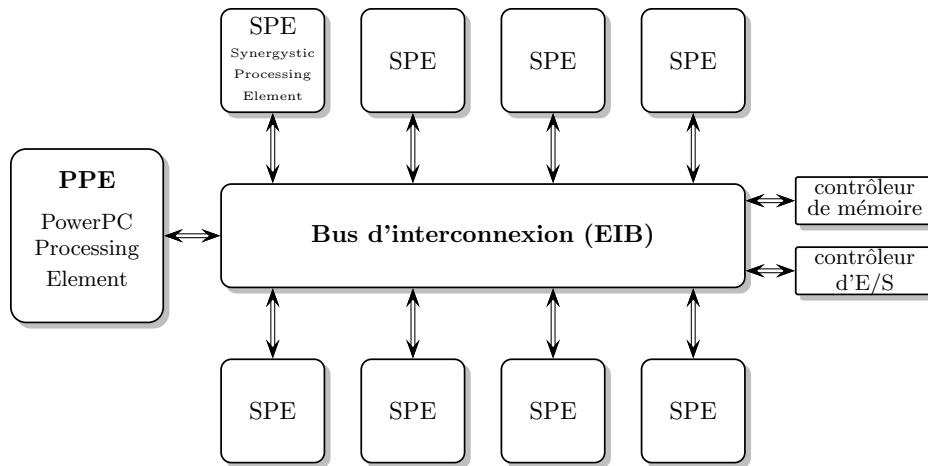 SPE
Synergystic
Processing
Element
SPE
SPE
SPE
PPE
PowerPC
Processing
Element
Bus d'interconnexion (EIB)
contrôleur
de mémoire
contrôleur
d'E/S
SPE
SPE
SPE
SPE